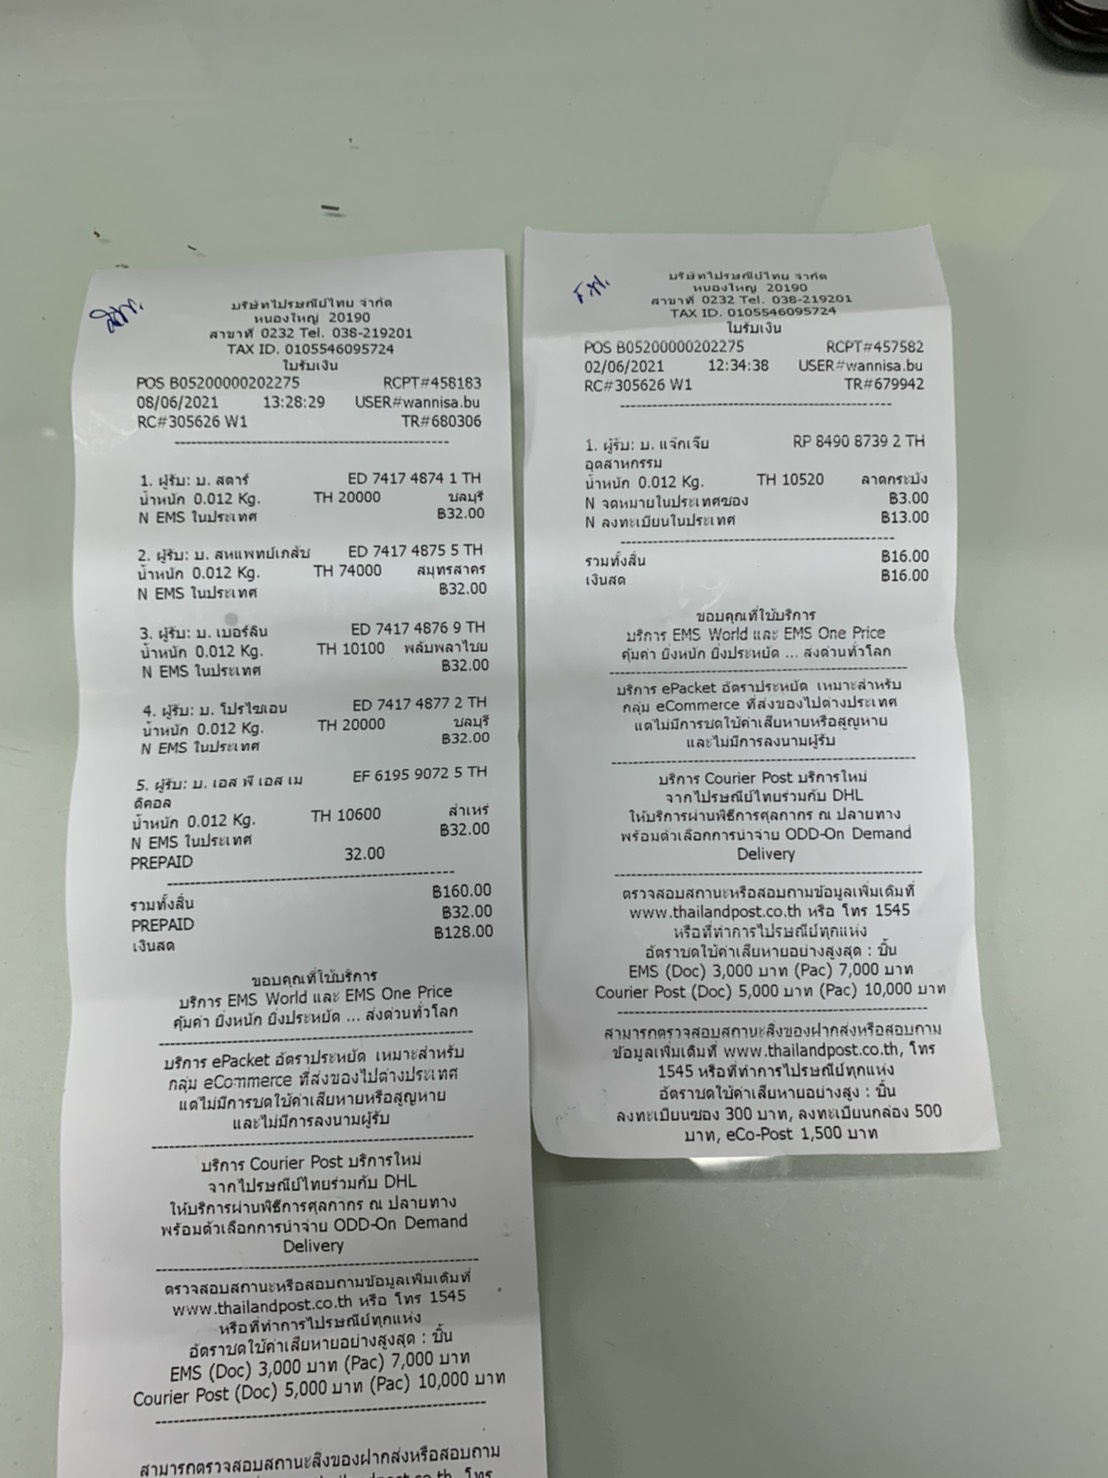 บริษัทไปรษณีย์ไทย จำกัด
หนองใหญ่ 20190
สาขาที่ 0232 Tel. 038-219201
TAX ID. 0105546095724
ใบรับเงิน
POS B05200000202275 RCPT#458183
08/06/2021 13:28:29 USER#wannisa.bu
RC#305626 W1 TR#680306
1. ผู้รับ: บ. สตาร์ ED 7417 4874 1 TH
น้ำหนัก 0.012 Kg. TH 20000 ชลบุรี
N EMS ในประเทศ ฿32.00
2. ผู้รับ: บ. สหแพทย์เภสัช ED 7417 4875 5 TH
น้ำหนัก 0.012 Kg. TH 74000 สมุทรสาคร
N EMS ในประเทศ ฿32.00
3. ผู้รับ: บ. เบอร์ลิน ED 7417 4876 9 TH
น้ำหนัก 0.012 Kg. TH 10100 พลับพลาไชย
N EMS ในประเทศ ฿32.00
4. ผู้รับ: บ. โปรไซเอน ED 7417 4877 2 TH
น้ำหนัก 0.012 Kg. TH 20000 ชลบุรี
N EMS ในประเทศ ฿32.00
5. ผู้รับ: บ. เอส พี เอส เม EF 6195 9072 5 TH
ดิคอล
น้ำหนัก 0.012 Kg. TH 10600 สำเหร่
N EMS ในประเทศ ฿32.00
PREPAID 32.00
รวมทั้งสิ้น ฿160.00
PREPAID ฿32.00
เงินสด ฿128.00
ขอบคุณที่ใช้บริการ
บริการ EMS World และ EMS One Price
คุ้มค่า ยิ่งหนัก ยิ่งประหยัด ... ส่งด่วนทั่วโลก
บริการ ePacket อัตราประหยัด เหมาะสำหรับ
กลุ่ม eCommerce ที่ส่งของไปต่างประเทศ
แต่ไม่มีการชดใช้ค่าเสียหายหรือสูญหาย
และไม่มีการลงนามผู้รับ
บริการ Courier Post บริการใหม่
จากไปรษณีย์ไทยร่วมกับ DHL
ให้บริการผ่านพิธีการศุลกากร ณ ปลายทาง
พร้อมตัวเลือกการนำจ่าย ODD-On Demand
Delivery
ตรวจสอบสถานะหรือสอบถามข้อมูลเพิ่มเติมที่
www.thailandpost.co.th หรือ โทร 1545
หรือที่ทำการไปรษณีย์ทุกแห่ง
อัตราชดใช้ค่าเสียหายอย่างสูงสุด : ชิ้น
EMS (Doc) 3,000 บาท (Pac) 7,000 บาท
Courier Post (Doc) 5,000 บาท (Pac) 10,000 บาท
สามารถตรวจสอบสถานะสิ่งของฝากส่งหรือสอบถาม
บริษัทไปรษณีย์ไทย จำกัด
หนองใหญ่ 20190
สาขาที่ 0232 Tel. 038-219201
TAX ID. 0105546095724
ใบรับเงิน
POS B05200000202275 RCPT#457582
02/06/2021 12:34:38 USER#wannisa.bu
RC#305626 W1 TR#679942
1. ผู้รับ: บ. แจ๊กเจีย RP 8490 8739 2 TH
อุตสาหกรรม
น้ำหนัก 0.012 Kg. TH 10520 ลาดกระบัง
N จดหมายในประเทศซอง ฿3.00
N ลงทะเบียนในประเทศ ฿13.00
รวมทั้งสิ้น ฿16.00
เงินสด ฿16.00
ขอบคุณที่ใช้บริการ
บริการ EMS World และ EMS One Price
คุ้มค่า ยิ่งหนัก ยิ่งประหยัด ... ส่งด่วนทั่วโลก
บริการ ePacket อัตราประหยัด เหมาะสำหรับ
กลุ่ม eCommerce ที่ส่งของไปต่างประเทศ
แต่ไม่มีการชดใช้ค่าเสียหายหรือสูญหาย
และไม่มีการลงนามผู้รับ
บริการ Courier Post บริการใหม่
จากไปรษณีย์ไทยร่วมกับ DHL
ให้บริการผ่านพิธีการศุลกากร ณ ปลายทาง
พร้อมตัวเลือกการนำจ่าย ODD-On Demand
Delivery
ตรวจสอบสถานะหรือสอบถามข้อมูลเพิ่มเติมที่
www.thailandpost.co.th หรือ โทร 1545
หรือที่ทำการไปรษณีย์ทุกแห่ง
อัตราชดใช้ค่าเสียหายอย่างสูงสุด : ชิ้น
EMS (Doc) 3,000 บาท (Pac) 7,000 บาท
Courier Post (Doc) 5,000 บาท (Pac) 10,000 บาท
สามารถตรวจสอบสถานะสิ่งของฝากส่งหรือสอบถาม
ข้อมูลเพิ่มเติมที่ www.thailandpost.co.th, โทร
1545 หรือที่ทำการไปรษณีย์ทุกแห่ง
อัตราชดใช้ค่าเสียหายอย่างสูง : ชิ้น
ลงทะเบียนซอง 300 บาท, ลงทะเบียนกล่อง 500
บาท, eCo-Post 1,500 บาท